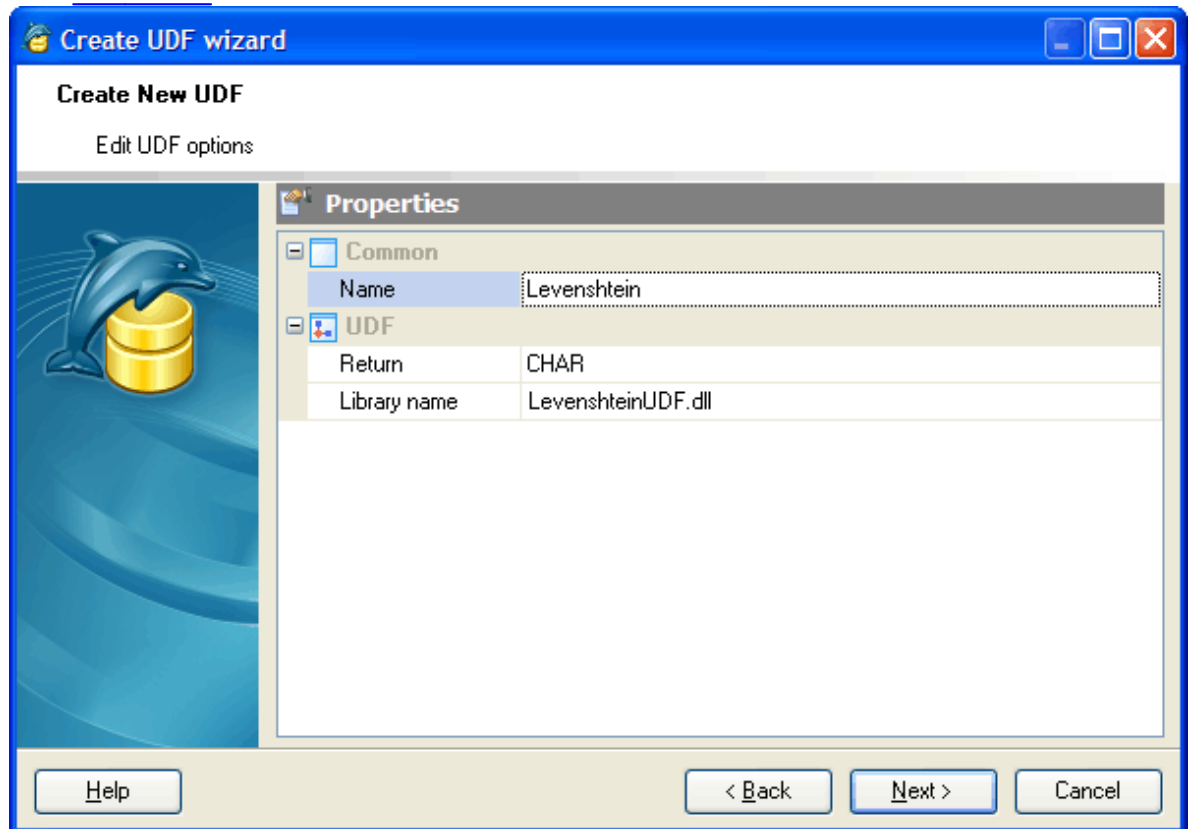 Create UDF wizard
Create New UDF
Edit UDF options
Properties
Common
Name Levenshtein
UDF
Return CHAR
Library name LevenshteinUDF.dll
Help < Back Next > Cancel